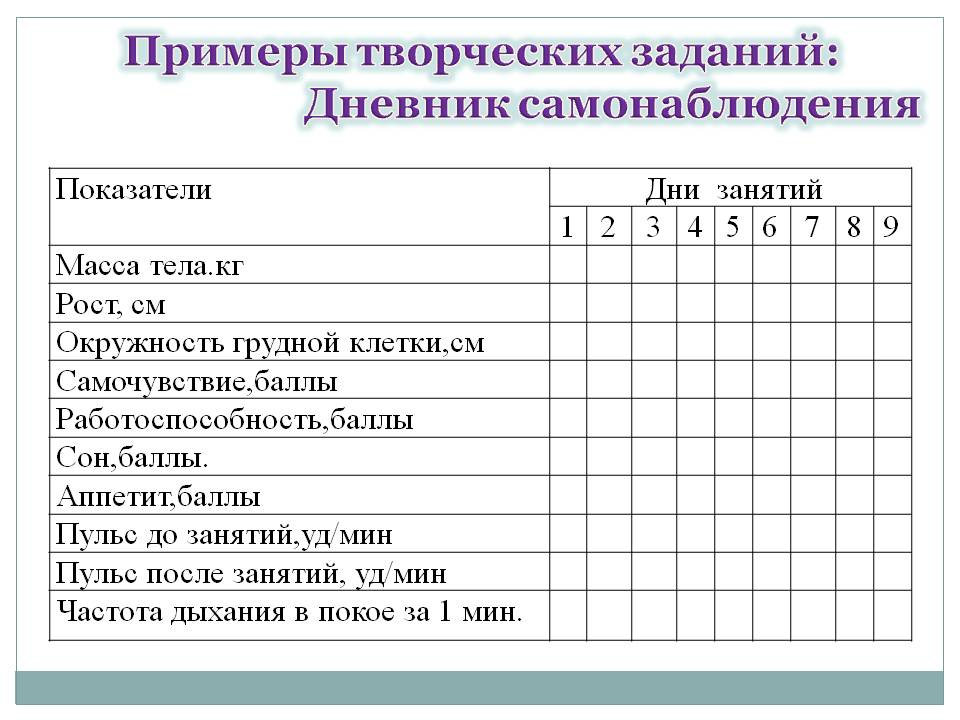 Примеры творческих заданий:
Дневник самонаблюдения
Показатели
Дни занятий
1 2 3 4 5 6 7 8 9
Масса тела.кг
Рост, см
Окружность грудной клетки,см
Самочувствие,баллы
Работоспособность,баллы
Сон,баллы.
Аппетит,баллы
Пульс до занятий,уд/мин
Пульс после занятий, уд/мин
Частота дыхания в покое за 1 мин.